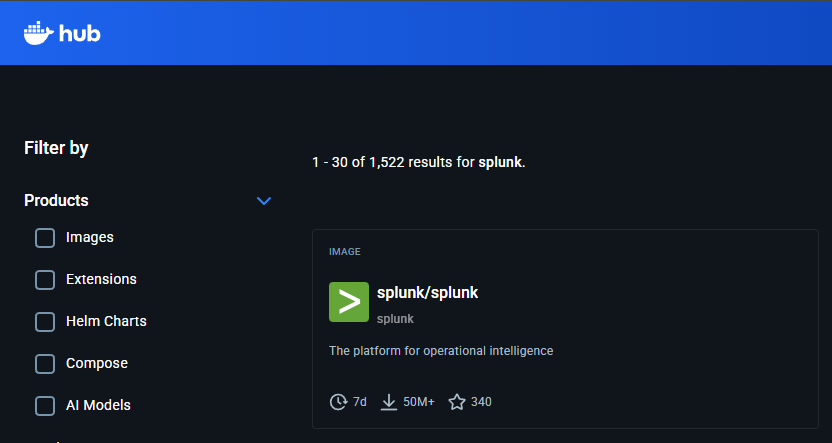 hub
Filter by
1 - 30 of 1,522 results for splunk.
Products
Images
Extensions
Helm Charts
Compose
AI Models
IMAGE
splunk/splunk
splunk
The platform for operational intelligence
7d 50M+ 340